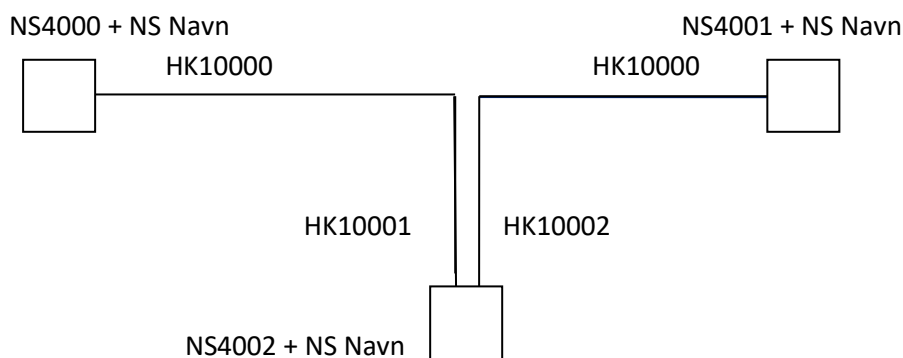 NS4000 + NS Navn
NS4001 + NS Navn
HK10000
HK10000
HK10001
HK10002
NS4002 + NS Navn